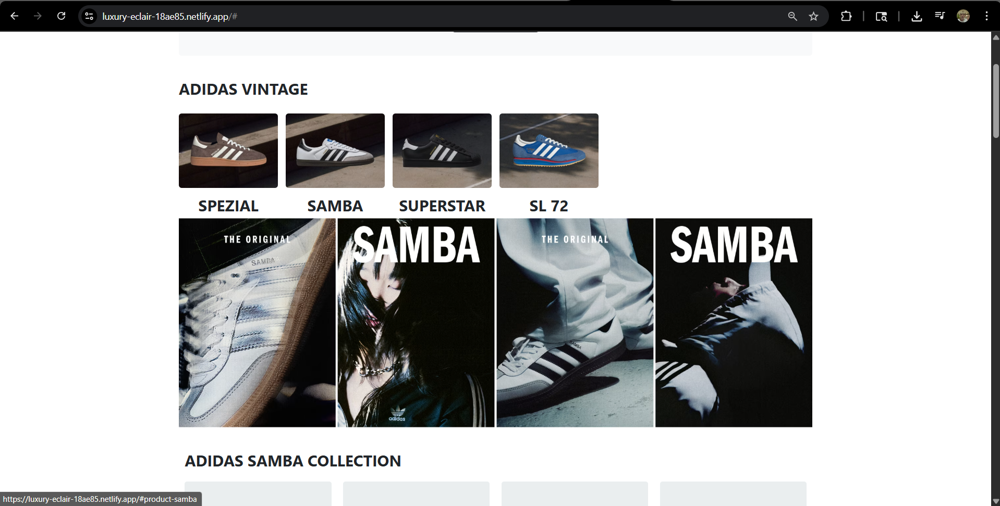 luxury-eclair-18ae85.netlify.app/#
ADIDAS VINTAGE
SPEZIAL
SAMBA
SUPERSTAR
SL 72
THE ORIGINAL
SAMBA
SAMBA
adidas
THE ORIGINAL
SAMBA
SAMBA
ADIDAS SAMBA COLLECTION
https://luxury-eclair-18ae85.netlify.app/#product-samba